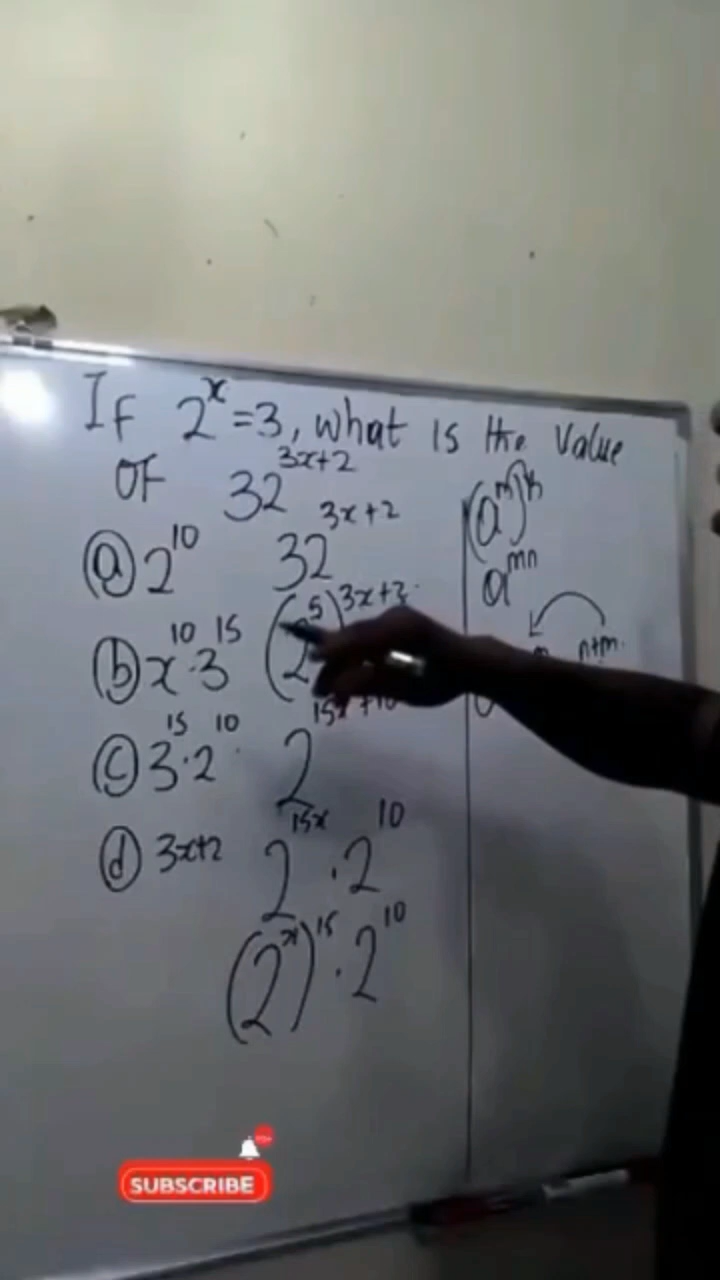 If 2^x = 3, what is the value
of 32^(3x+2)
(a) 2^10
(b) x^10 · 3^15
(c) 3^15 · 2^10
(d) 3x+2
32^(3x+2)
(2^5)^(3x+2)
2^(15x+10)
2^(15x) · 2^10
(2^x)^15 · 2^10
(a^m)^n
a^mn
n+m
SUBSCRIBE